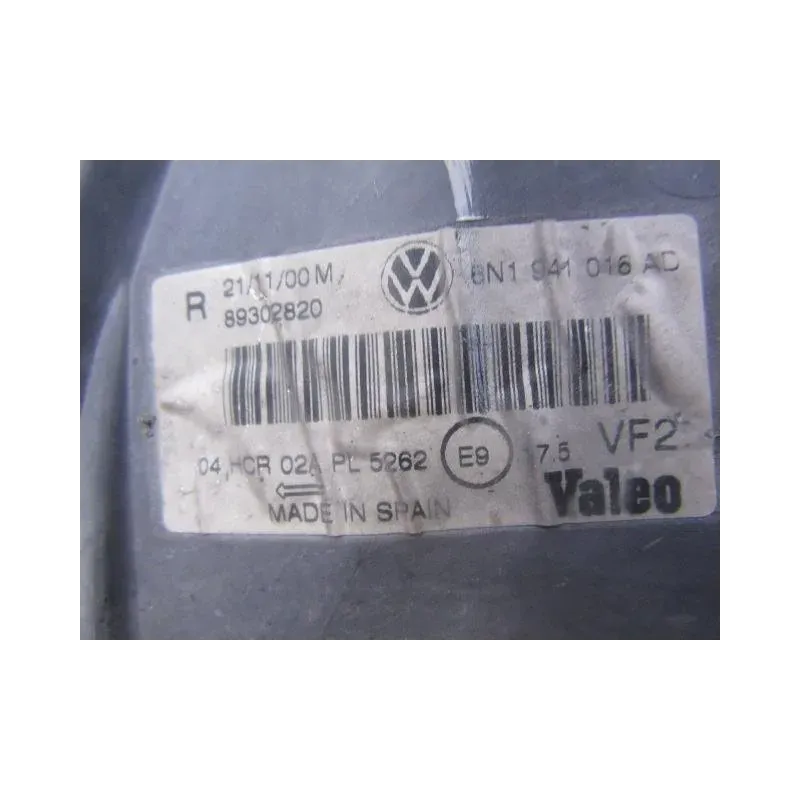 R 21/11/00 M 6N1 941 016 AD
89302820
04 HCR 02A PL 5262 E9 17.5 VF2
MADE IN SPAIN Valeo